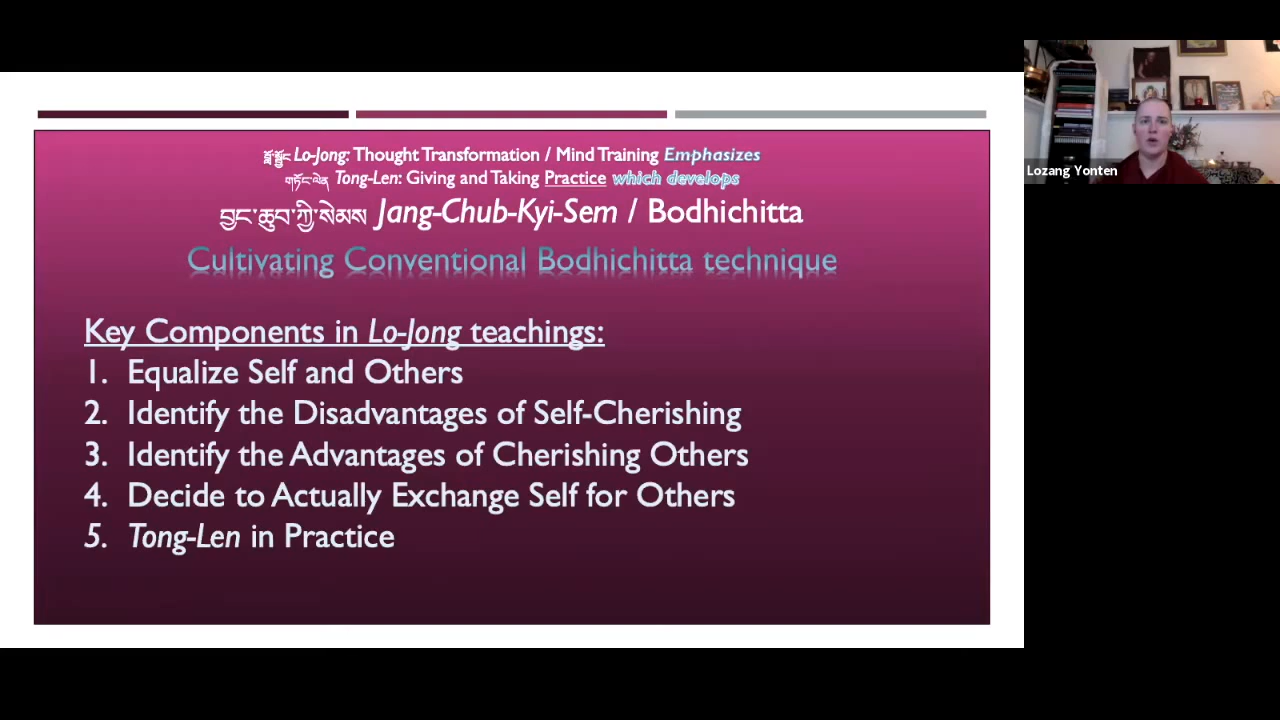 བློ་སྦྱོང Lo-Jong: Thought Transformation / Mind Training Emphasizes
གཏོང་ལེན Tong-Len: Giving and Taking Practice which develops
བྱང་ཆུབ་ཀྱི་སེམས Jang-Chub-Kyi-Sem / Bodhichitta
Cultivating Conventional Bodhichitta technique
Key Components in Lo-Jong teachings:
1. Equalize Self and Others
2. Identify the Disadvantages of Self-Cherishing
3. Identify the Advantages of Cherishing Others
4. Decide to Actually Exchange Self for Others
5. Tong-Len in Practice
Lozang Yonten